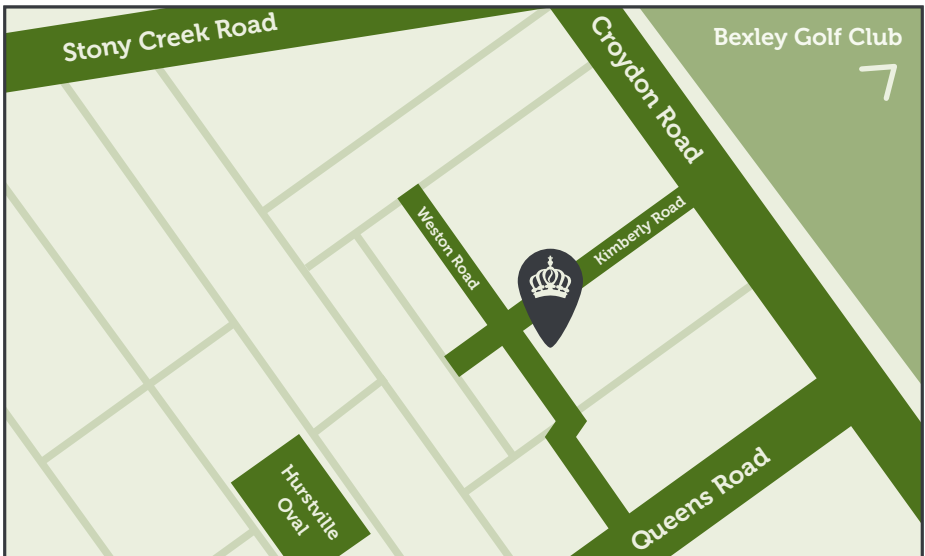 Stony Creek Road
Croydon Road
Bexley Golf Club
Weston Road
Kimberly Road
Hurstville
Oval
Queens Road